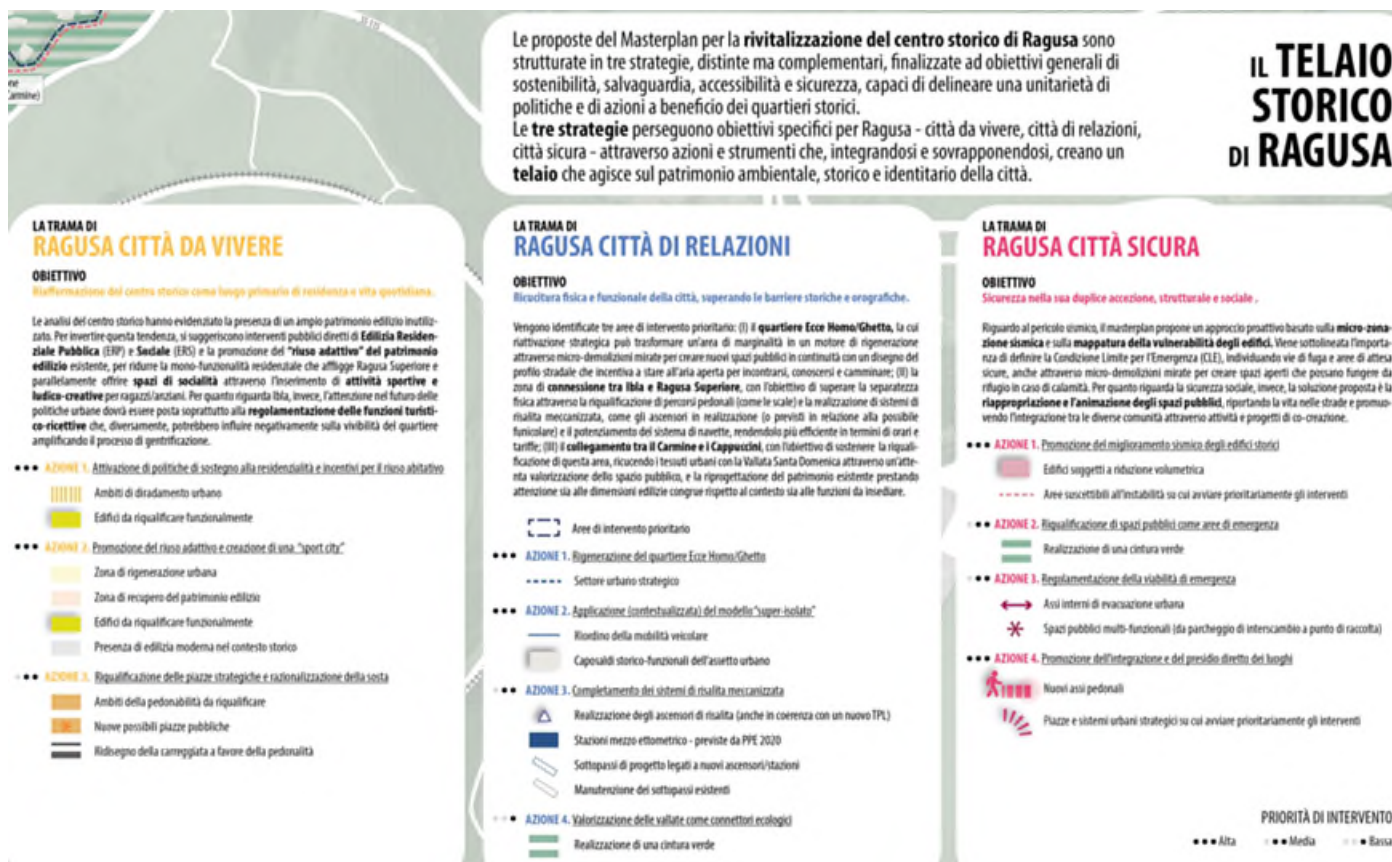 SS 115
ne
armine)
Le proposte del Masterplan per la rivitalizzazione del centro storico di Ragusa sono
strutturate in tre strategie, distinte ma complementari, finalizzate ad obiettivi generali di
sostenibilità, salvaguardia, accessibilità e sicurezza, capaci di delineare una unitarietà di
politiche e di azioni a beneficio dei quartieri storici.
Le tre strategie perseguono obiettivi specifici per Ragusa - città da vivere, città di relazioni,
città sicura - attraverso azioni e strumenti che, integrandosi e sovrapponendosi, creano un
telaio che agisce sul patrimonio ambientale, storico e identitario della città.
IL TELAIO
STORICO
DI RAGUSA
LA TRAMA DI
RAGUSA CITTÀ DA VIVERE
OBIETTIVO
Riaffermazione del centro storico come luogo primario di residenza e vita quotidiana.
Le analisi del centro storico hanno evidenziato la presenza di un ampio patrimonio edilizio inutiliz-
zato. Per invertire questa tendenza, si suggeriscono interventi pubblici diretti di Edilizia Residen-
ziale Pubblica (ERP) e Sociale (ERS) e la promozione del "riuso adattivo" del patrimonio
edilizio esistente, per ridurre la mono-funzionalità residenziale che affligge Ragusa Superiore e
parallelamente offrire spazi di socialità attraverso l'inserimento di attività sportive e
ludico-creative per ragazzi/anziani. Per quanto riguarda Ibla, invece, l'attenzione nel futuro delle
politiche urbane dovrà essere posta soprattutto alla regolamentazione delle funzioni turisti-
co-ricettive che, diversamente, potrebbero influire negativamente sulla vivibilità del quartiere
amplificando il processo di gentrificazione.
AZIONE 1. Attivazione di politiche di sostegno alla residenzialità e incentivi per il riuso abitativo
Ambiti di diradamento urbano
Edifici da riqualificare funzionalmente
AZIONE 2. Promozione del riuso adattivo e creazione di una "sport city"
Zona di rigenerazione urbana
Zona di recupero del patrimonio edilizio
Edifici da riqualificare funzionalmente
Presenza di edilizia moderna nel contesto storico
AZIONE 3. Riqualificazione delle piazze strategiche e razionalizzazione della sosta
Ambiti della pedonabilità da riqualificare
Nuove possibili piazze pubbliche
Ridisegno della carreggiata a favore della pedonalità
LA TRAMA DI
RAGUSA CITTÀ DI RELAZIONI
OBIETTIVO
Ricucitura fisica e funzionale della città, superando le barriere storiche e orografiche.
Vengono identificate tre aree di intervento prioritario: (I) il quartiere Ecce Homo/Ghetto, la cui
riattivazione strategica può trasformare un'area di marginalità in un motore di rigenerazione
attraverso micro-demolizioni mirate per creare nuovi spazi pubblici in continuità con un disegno del
profilo stradale che incentiva a stare all'aria aperta per incontrarsi, conoscersi e camminare; (II) la
zona di connessione tra Ibla e Ragusa Superiore, con l'obiettivo di superare la separatezza
fisica attraverso la riqualificazione di percorsi pedonali (come le scale) e la realizzazione di sistemi di
risalita meccanizzata, come gli ascensori in realizzazione (o previsti in relazione alla possibile
funicolare) e il potenziamento del sistema di navette, rendendolo più efficiente in termini di orari e
tariffe; (III) il collegamento tra il Carmine e i Cappuccini, con l'obiettivo di sostenere la riquali-
ficazione di questa area, ricucendo i tessuti urbani con la Vallata Santa Domenica attraverso un'atte-
nta valorizzazione dello spazio pubblico, e la riprogettazione del patrimonio esistente prestando
attenzione sia alle dimensioni edilizie congrue rispetto al contesto sia alle funzioni da insediare.
Aree di intervento prioritario
AZIONE 1. Rigenerazione del quartiere Ecce Homo/Ghetto
Settore urbano strategico
AZIONE 2. Applicazione (contestualizzata) del modello "super-isolato"
Riordino della mobilità veicolare
Caposaldi storico-funzionali dell'assetto urbano
AZIONE 3. Completamento dei sistemi di risalita meccanizzata
Realizzazione degli ascensori di risalita (anche in coerenza con un nuovo TPL)
Stazioni mezzo ettometrico - previste da PPE 2020
Sottopassi di progetto legati a nuovi ascensori/stazioni
Manutenzione dei sottopassi esistenti
AZIONE 4. Valorizzazione delle vallate come connettori ecologici
Realizzazione di una cintura verde
LA TRAMA DI
RAGUSA CITTÀ SICURA
OBIETTIVO
Sicurezza nella sua duplice accezione, strutturale e sociale .
Riguardo al pericolo sismico, il masterplan propone un approccio proattivo basato sulla micro-zona-
zione sismica e sulla mappatura della vulnerabilità degli edifici. Viene sottolineata l'importa-
nza di definire la Condizione Limite per l'Emergenza (CLE), individuando vie di fuga e aree di attesa
sicure, anche attraverso micro-demolizioni mirate per creare spazi aperti che possano fungere da
rifugio in caso di calamità. Per quanto riguarda la sicurezza sociale, invece, la soluzione proposta è la
riappropriazione e l'animazione degli spazi pubblici, riportando la vita nelle strade e promuo-
vendo l'integrazione tra le diverse comunità attraverso attività e progetti di co-creazione.
AZIONE 1. Promozione del miglioramento sismico degli edifici storici
Edifici soggetti a riduzione volumetrica
Aree suscettibili all'instabilità su cui avviare prioritariamente gli interventi
AZIONE 2. Riqualificazione di spazi pubblici come aree di emergenza
Realizzazione di una cintura verde
AZIONE 3. Regolamentazione della viabilità di emergenza
Assi interni di evacuazione urbana
Spazi pubblici multi-funzionali (da parcheggio di interscambio a punto di raccolta)
AZIONE 4. Promozione dell'integrazione e del presidio diretto dei luoghi
Nuovi assi pedonali
Piazze e sistemi urbani strategici su cui avviare prioritariamente gli interventi
PRIORITÀ DI INTERVENTO
Alta Media Bassa